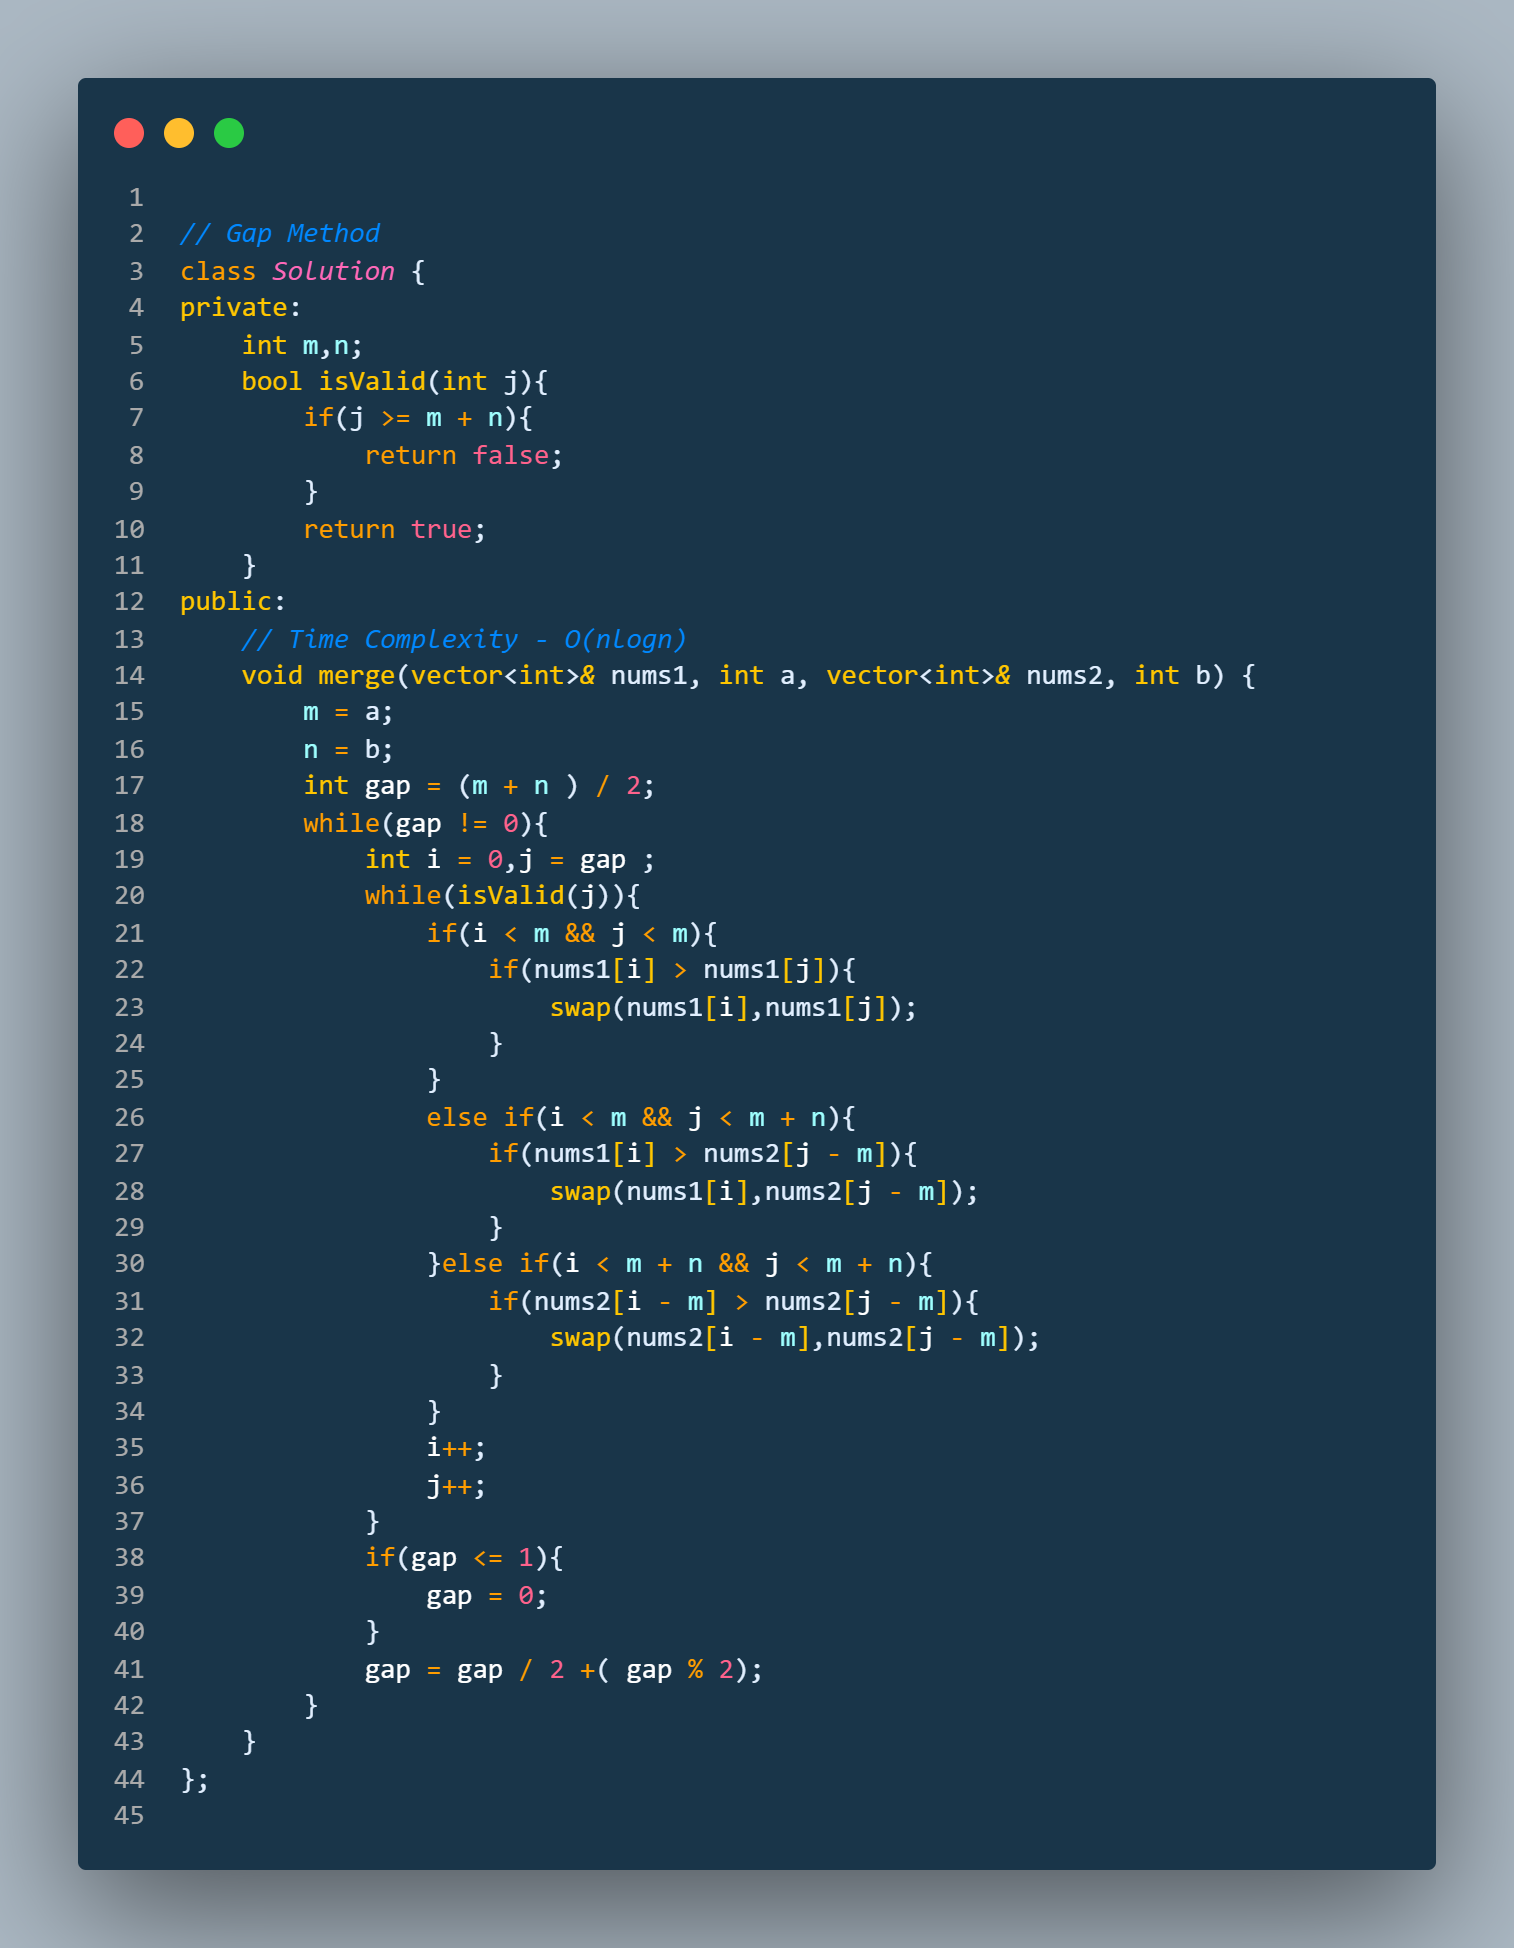 1
2 // Gap Method
3 class Solution {
4 private:
5     int m,n;
6     bool isValid(int j){
7         if(j >= m + n){
8             return false;
9         }
10         return true;
11     }
12 public:
13     // Time Complexity - O(nlogn)
14     void merge(vector<int>& nums1, int a, vector<int>& nums2, int b) {
15         m = a;
16         n = b;
17         int gap = (m + n ) / 2;
18         while(gap != 0){
19             int i = 0,j = gap ;
20             while(isValid(j)){
21                 if(i < m && j < m){
22                     if(nums1[i] > nums1[j]){
23                         swap(nums1[i],nums1[j]);
24                     }
25                 }
26                 else if(i < m && j < m + n){
27                     if(nums1[i] > nums2[j - m]){
28                         swap(nums1[i],nums2[j - m]);
29                     }
30                 }else if(i < m + n && j < m + n){
31                     if(nums2[i - m] > nums2[j - m]){
32                         swap(nums2[i - m],nums2[j - m]);
33                     }
34                 }
35                 i++;
36                 j++;
37             }
38             if(gap <= 1){
39                 gap = 0;
40             }
41             gap = gap / 2 +( gap % 2);
42         }
43     }
44 };
45